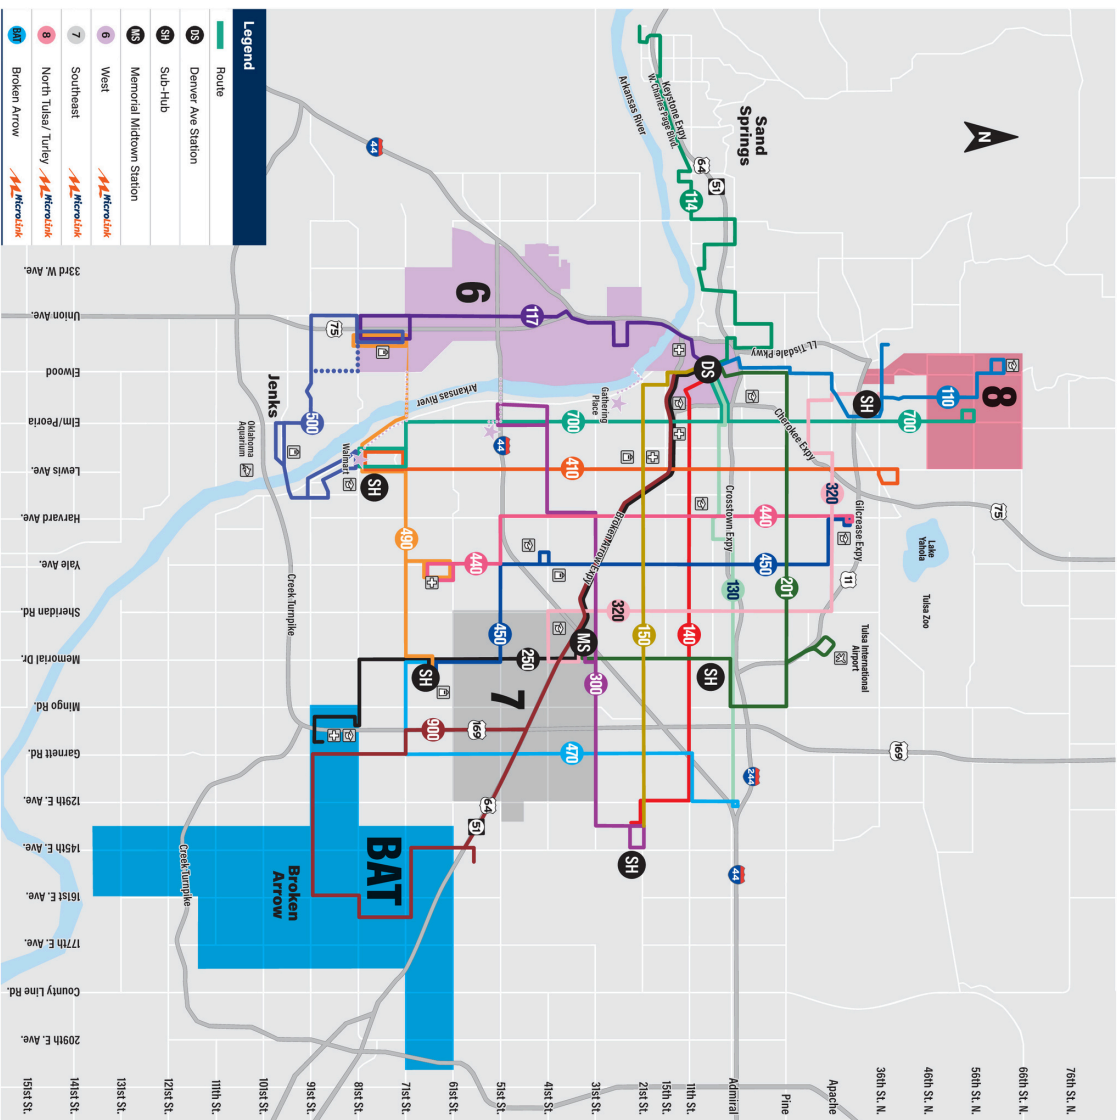 Legend
Route
DS Denver Ave Station
SH Sub-Hub
MS Memorial Midtown Station
6 West MicroLink
7 Southeast MicroLink
8 North Tulsa/ Turley MicroLink
BAT Broken Arrow MicroLink
N
Sand
Springs
Keystone Expy
W. Charles Page Blvd.
Arkansas River
64
51
114
44
33rd W. Ave.
Union Ave.
Elwood
Elm/Peoria
Lewis Ave.
Harvard Ave.
Yale Ave.
Sheridan Rd.
Memorial Dr.
Mingo Rd.
Garnett Rd.
129th E. Ave.
145th E. Ave.
161st E. Ave.
177th E. Ave.
County Line Rd.
209th E. Ave.
76th St. N.
66th St. N.
56th St. N.
46th St. N.
36th St. N.
Apache
Pine
Admiral
11th St.
15th St.
21st St.
31st St.
41st St.
51st St.
61st St.
71st St.
81st St.
91st St.
101st St.
111th St.
121st St.
131st St.
141st St.
151st St.
6
117
75
LL Tisdale Pkwy
DS
8
110
SH
700
Cherokee Expy
Gathering
Place
Arkansas River
Jenks
500
Oklahoma
Aquarium
Walmart
SH
44
700
410
320
Gilcrease Expy
75
Lake
Yahola
Tulsa Zoo
11
Crosstown Expy
440
450
130
201
Broken Arrow Expy
490
440
Creek Turnpike
320
150
140
450
250
MS
SH
SH
Tulsa International
Airport
300
7
900
169
470
169
244
64
51
SH
44
BAT
Broken
Arrow
Creek Turnpike